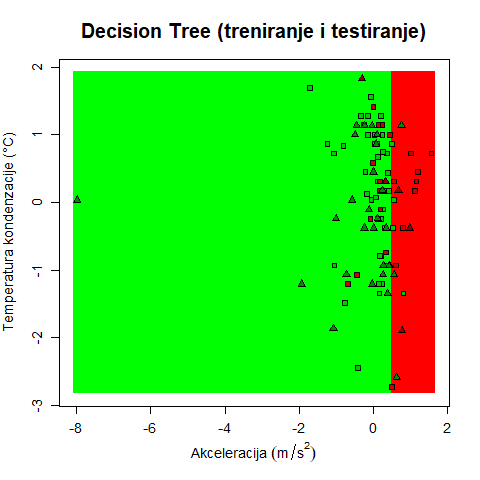 Decision Tree (treniranje i testiranje)
2
1
0
-1
-2
-3
Temperatura kondenzacije (°C)
-8 -6 -4 -2 0 2
Akceleracija (m/s²)